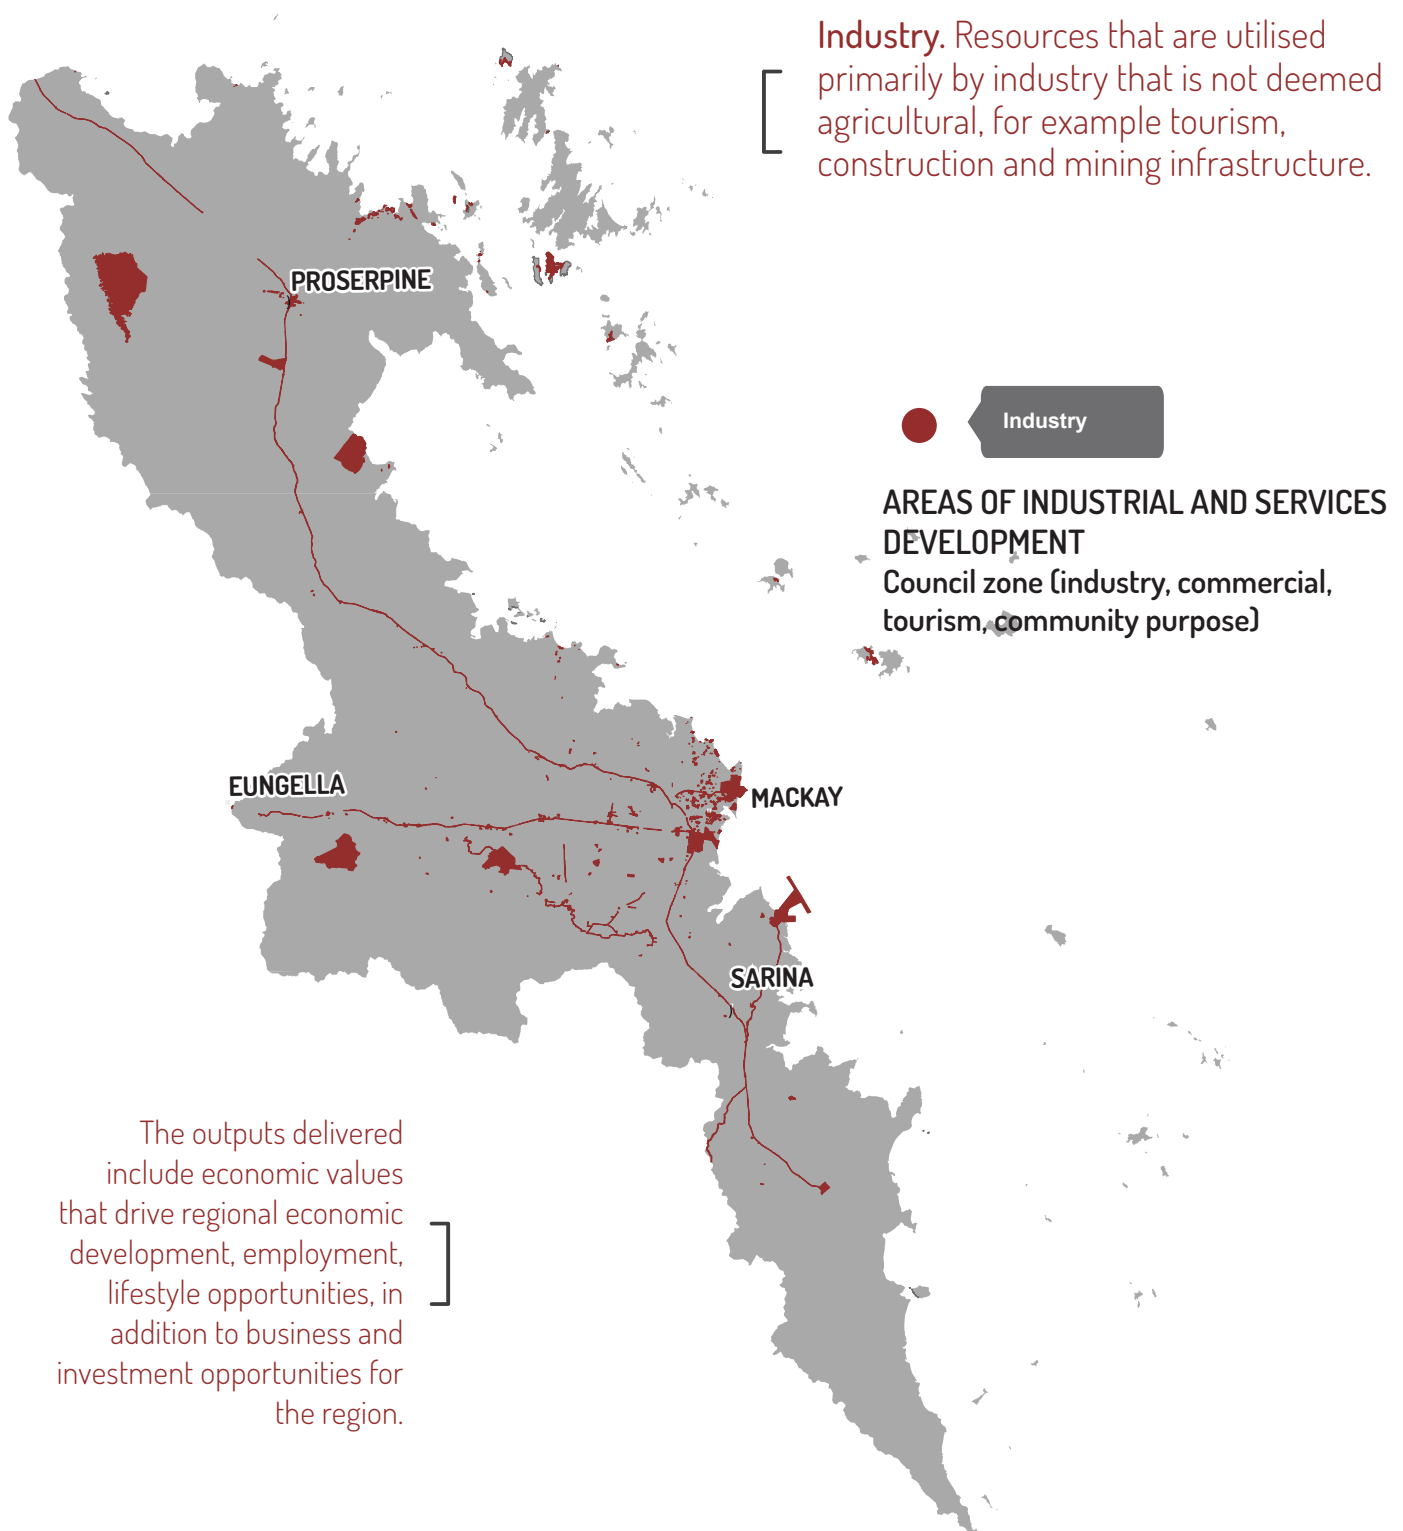 Industry. Resources that are utilised
primarily by industry that is not deemed
agricultural, for example tourism,
construction and mining infrastructure.
PROSERPINE
Industry
AREAS OF INDUSTRIAL AND SERVICES
DEVELOPMENT
Council zone (industry, commercial,
tourism, community purpose)
EUNGELLA
MACKAY
SARINA
The outputs delivered
include economic values
that drive regional economic
development, employment,
lifestyle opportunities, in
addition to business and
investment opportunities for
the region.